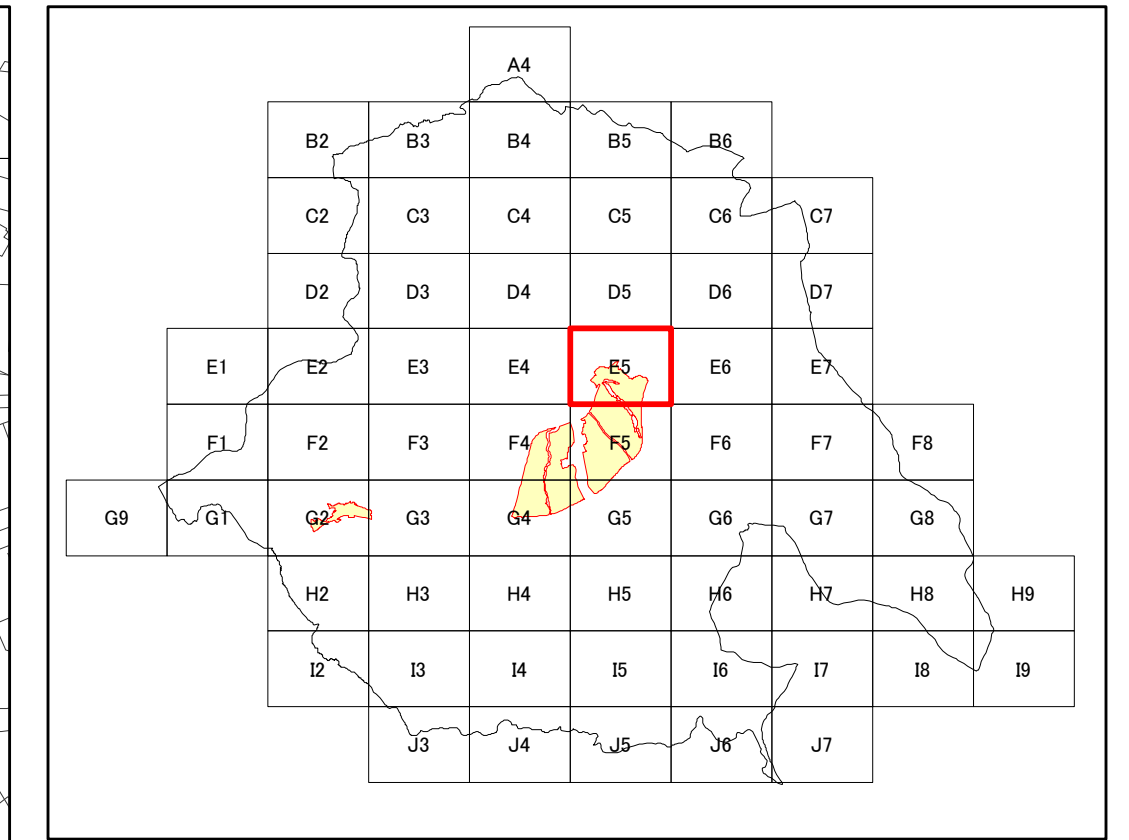 A4
B2 B3 B4 B5 B6
C2 C3 C4 C5 C6 C7
D2 D3 D4 D5 D6 D7
E1 E2 E3 E4 E5 E6 E7
F1 F2 F3 F4 F5 F6 F7 F8
G9 G1 G2 G3 G4 G5 G6 G7 G8
H2 H3 H4 H5 H6 H7 H8 H9
I2 I3 I4 I5 I6 I7 I8 I9
J3 J4 J5 J6 J7